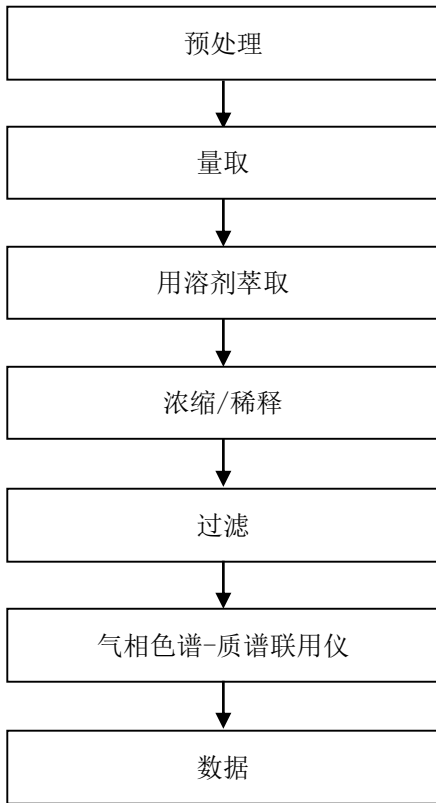 预处理
量取
用溶剂萃取
浓缩/稀释
过滤
气相色谱-质谱联用仪
数据